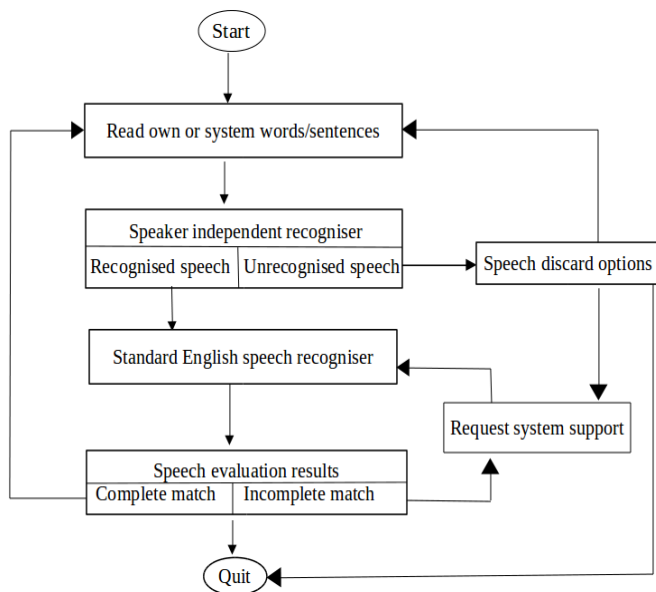 Start
Read own or system words/sentences
Speaker independent recogniser
Recognised speech
Unrecognised speech
Speech discard options
Standard English speech recogniser
Request system support
Speech evaluation results
Complete match
Incomplete match
Quit